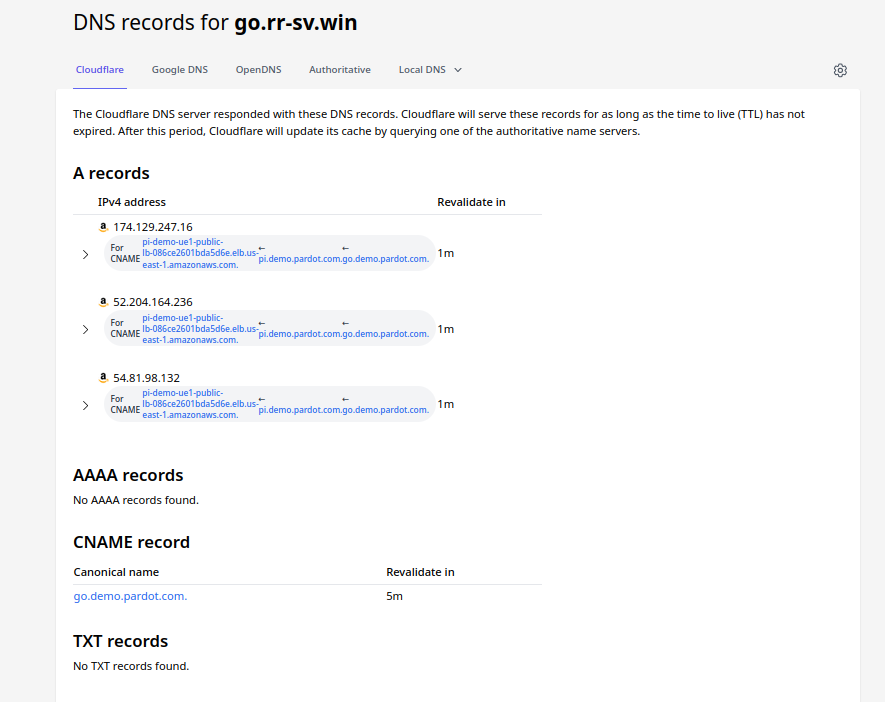 DNS records for go.rr-sv.win
Cloudflare Google DNS OpenDNS Authoritative Local DNS
The Cloudflare DNS server responded with these DNS records. Cloudflare will serve these records for as long as the time to live (TTL) has not
expired. After this period, Cloudflare will update its cache by querying one of the authoritative name servers.
A records
IPv4 address Revalidate in
a 174.129.247.16
For CNAME pi-demo-ue1-public-lb-086ce2601bda5d6e.elb.us-east-1.amazonaws.com. ← pi.demo.pardot.com. ← go.demo.pardot.com. 1m
a 52.204.164.236
For CNAME pi-demo-ue1-public-lb-086ce2601bda5d6e.elb.us-east-1.amazonaws.com. ← pi.demo.pardot.com. ← go.demo.pardot.com. 1m
a 54.81.98.132
For CNAME pi-demo-ue1-public-lb-086ce2601bda5d6e.elb.us-east-1.amazonaws.com. ← pi.demo.pardot.com. ← go.demo.pardot.com. 1m
AAAA records
No AAAA records found.
CNAME record
Canonical name Revalidate in
go.demo.pardot.com. 5m
TXT records
No TXT records found.